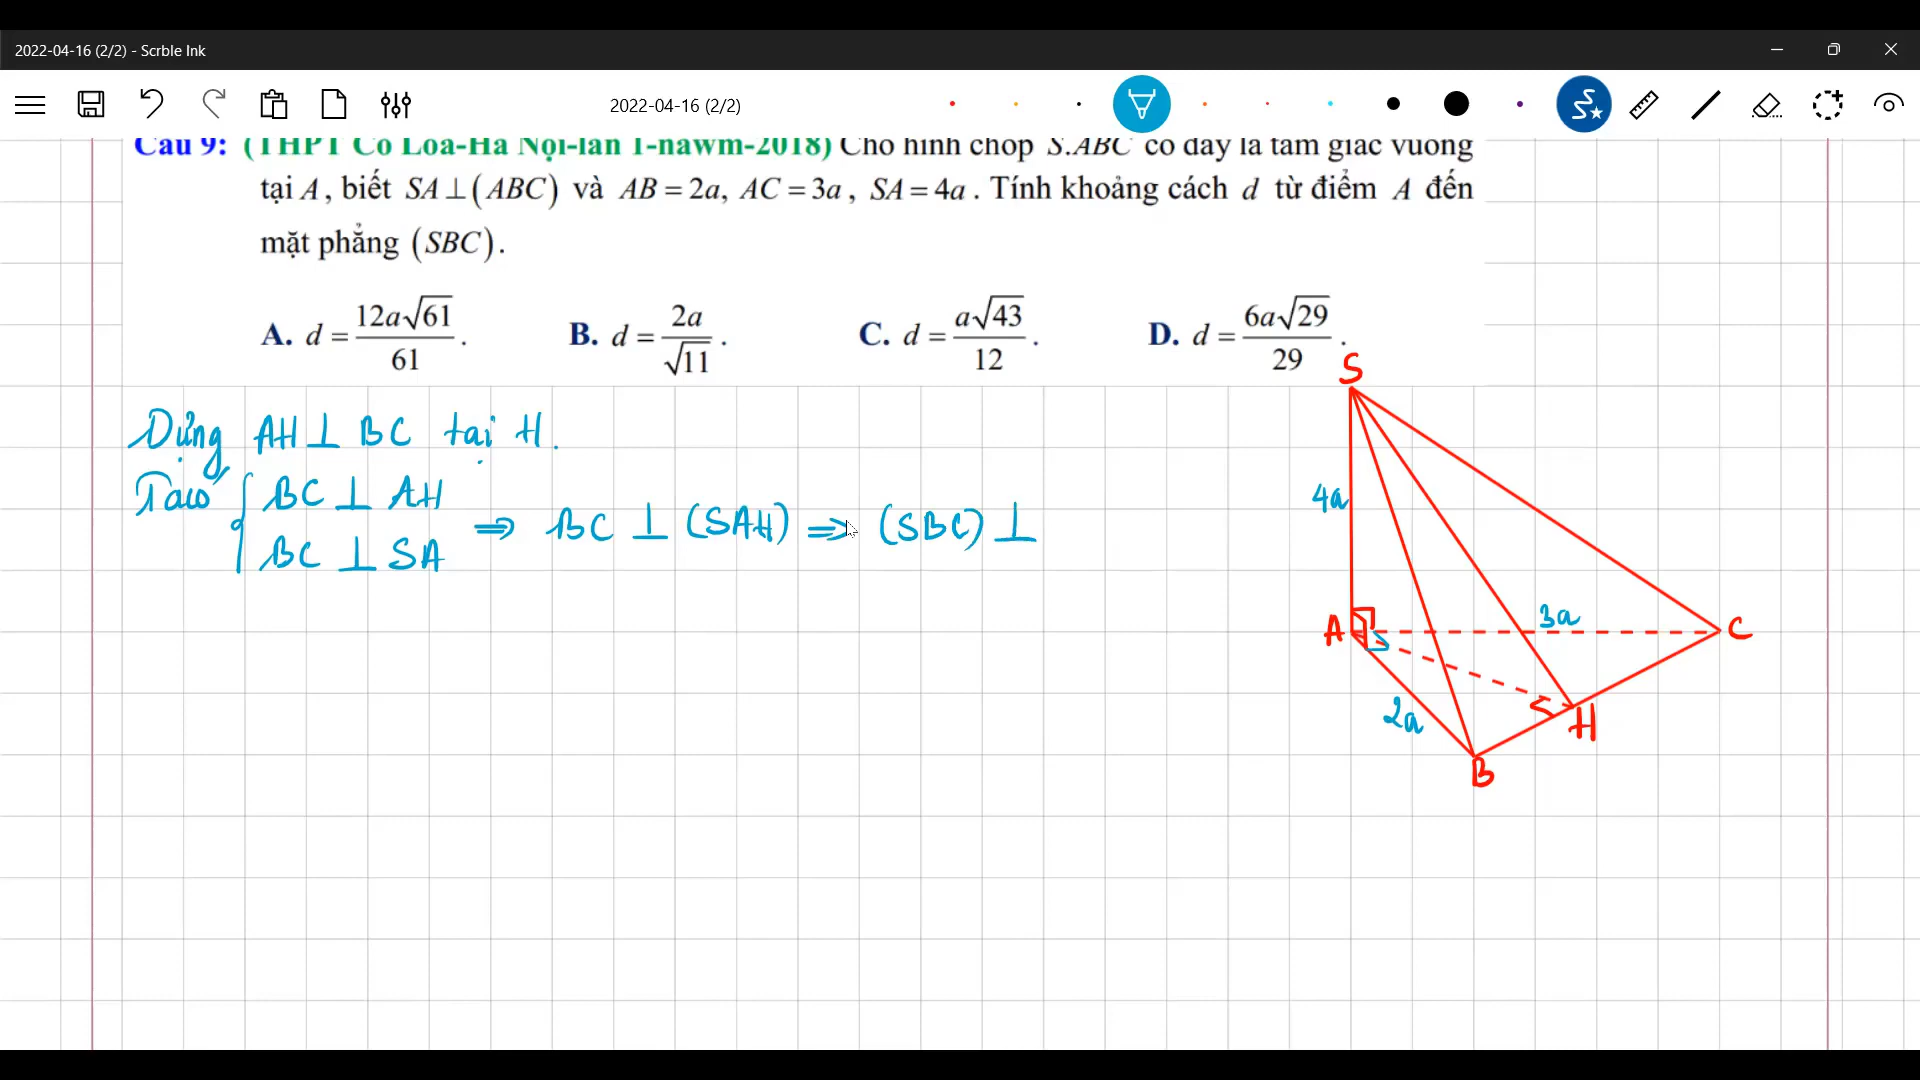 2022-04-16 (2/2) - Scrble Ink
2022-04-16 (2/2)
Câu 9: (THPT Cổ Loa-Hà Nội-lần 1-nawm-2018) Cho hình chóp S.ABC có đáy là tam giác vuông
tại A, biết SA ⊥ (ABC) và AB = 2a, AC = 3a, SA = 4a. Tính khoảng cách d từ điểm A đến
mặt phẳng (SBC).
A. d = 12a√61/61. B. d = 2a/√11. C. d = a√43/12. D. d = 6a√29/29.
Dựng AH ⊥ BC tại H.
Ta có { BC ⊥ AH
BC ⊥ SA
⇒ BC ⊥ (SAH) ⇒ (SBC) ⊥
S
4a
A
3a
C
2a
H
B